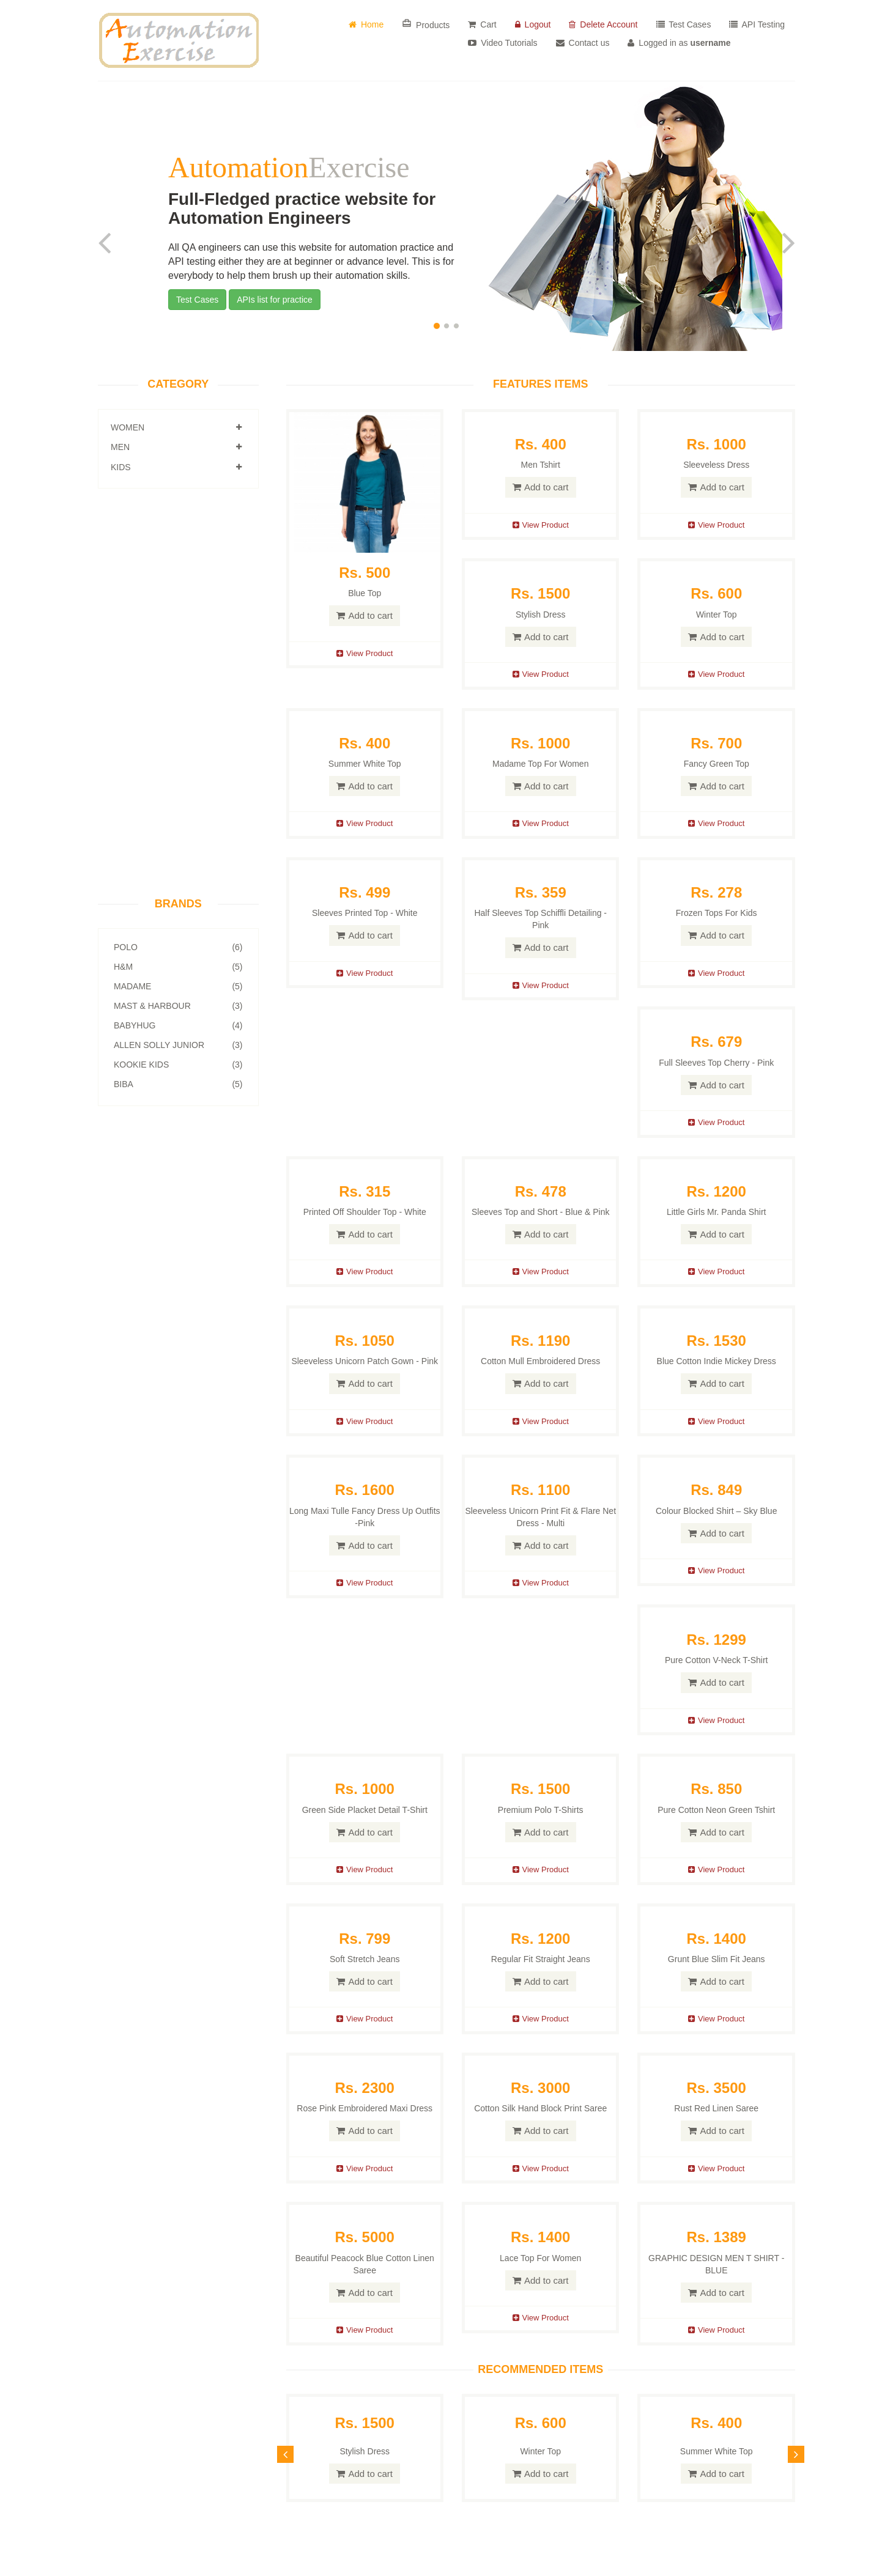 Automation
Exercise
Home
Products
Cart
Logout
Delete Account
Test Cases
API Testing
Video Tutorials
Contact us
Logged in as username
AutomationExercise
Full-Fledged practice website for
Automation Engineers
All QA engineers can use this website for automation practice and
API testing either they are at beginner or advance level. This is for
everybody to help them brush up their automation skills.
Test Cases
APIs list for practice
CATEGORY
WOMEN
MEN
KIDS
BRANDS
POLO (6)
H&M (5)
MADAME (5)
MAST & HARBOUR (3)
BABYHUG (4)
ALLEN SOLLY JUNIOR (3)
KOOKIE KIDS (3)
BIBA (5)
FEATURES ITEMS
Rs. 500
Blue Top
Add to cart
View Product
Rs. 400
Men Tshirt
Add to cart
View Product
Rs. 1000
Sleeveless Dress
Add to cart
View Product
Rs. 1500
Stylish Dress
Add to cart
View Product
Rs. 600
Winter Top
Add to cart
View Product
Rs. 400
Summer White Top
Add to cart
View Product
Rs. 1000
Madame Top For Women
Add to cart
View Product
Rs. 700
Fancy Green Top
Add to cart
View Product
Rs. 499
Sleeves Printed Top - White
Add to cart
View Product
Rs. 359
Half Sleeves Top Schiffli Detailing -
Pink
Add to cart
View Product
Rs. 278
Frozen Tops For Kids
Add to cart
View Product
Rs. 679
Full Sleeves Top Cherry - Pink
Add to cart
View Product
Rs. 315
Printed Off Shoulder Top - White
Add to cart
View Product
Rs. 478
Sleeves Top and Short - Blue & Pink
Add to cart
View Product
Rs. 1200
Little Girls Mr. Panda Shirt
Add to cart
View Product
Rs. 1050
Sleeveless Unicorn Patch Gown - Pink
Add to cart
View Product
Rs. 1190
Cotton Mull Embroidered Dress
Add to cart
View Product
Rs. 1530
Blue Cotton Indie Mickey Dress
Add to cart
View Product
Rs. 1600
Long Maxi Tulle Fancy Dress Up Outfits
-Pink
Add to cart
View Product
Rs. 1100
Sleeveless Unicorn Print Fit & Flare Net
Dress - Multi
Add to cart
View Product
Rs. 849
Colour Blocked Shirt – Sky Blue
Add to cart
View Product
Rs. 1299
Pure Cotton V-Neck T-Shirt
Add to cart
View Product
Rs. 1000
Green Side Placket Detail T-Shirt
Add to cart
View Product
Rs. 1500
Premium Polo T-Shirts
Add to cart
View Product
Rs. 850
Pure Cotton Neon Green Tshirt
Add to cart
View Product
Rs. 799
Soft Stretch Jeans
Add to cart
View Product
Rs. 1200
Regular Fit Straight Jeans
Add to cart
View Product
Rs. 1400
Grunt Blue Slim Fit Jeans
Add to cart
View Product
Rs. 2300
Rose Pink Embroidered Maxi Dress
Add to cart
View Product
Rs. 3000
Cotton Silk Hand Block Print Saree
Add to cart
View Product
Rs. 3500
Rust Red Linen Saree
Add to cart
View Product
Rs. 5000
Beautiful Peacock Blue Cotton Linen
Saree
Add to cart
View Product
Rs. 1400
Lace Top For Women
Add to cart
View Product
Rs. 1389
GRAPHIC DESIGN MEN T SHIRT -
BLUE
Add to cart
View Product
RECOMMENDED ITEMS
Rs. 1500
Stylish Dress
Add to cart
Rs. 600
Winter Top
Add to cart
Rs. 400
Summer White Top
Add to cart